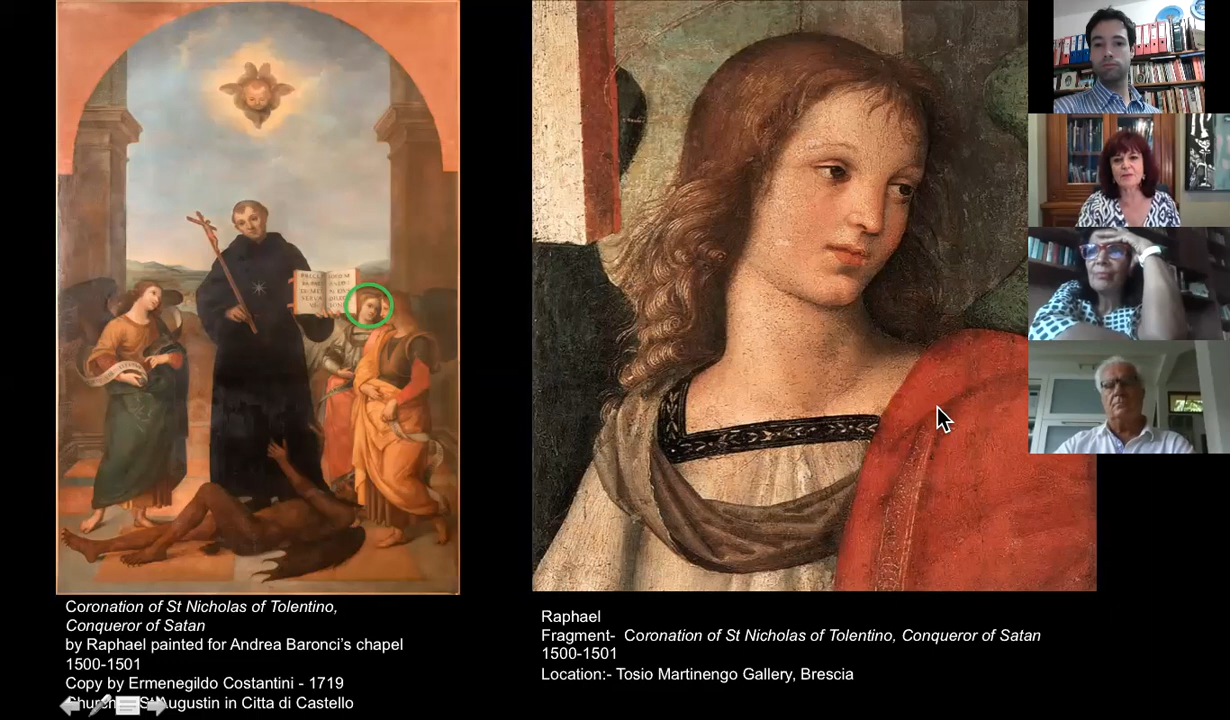 Coronation of St Nicholas of Tolentino,
Conqueror of Satan
by Raphael painted for Andrea Baronci's chapel
1500-1501
Copy by Ermenegildo Costantini - 1719
Augustin in Citta di Castello
Raphael
Fragment-  Coronation of St Nicholas of Tolentino, Conqueror of Satan
1500-1501
Location:- Tosio Martinengo Gallery, Brescia